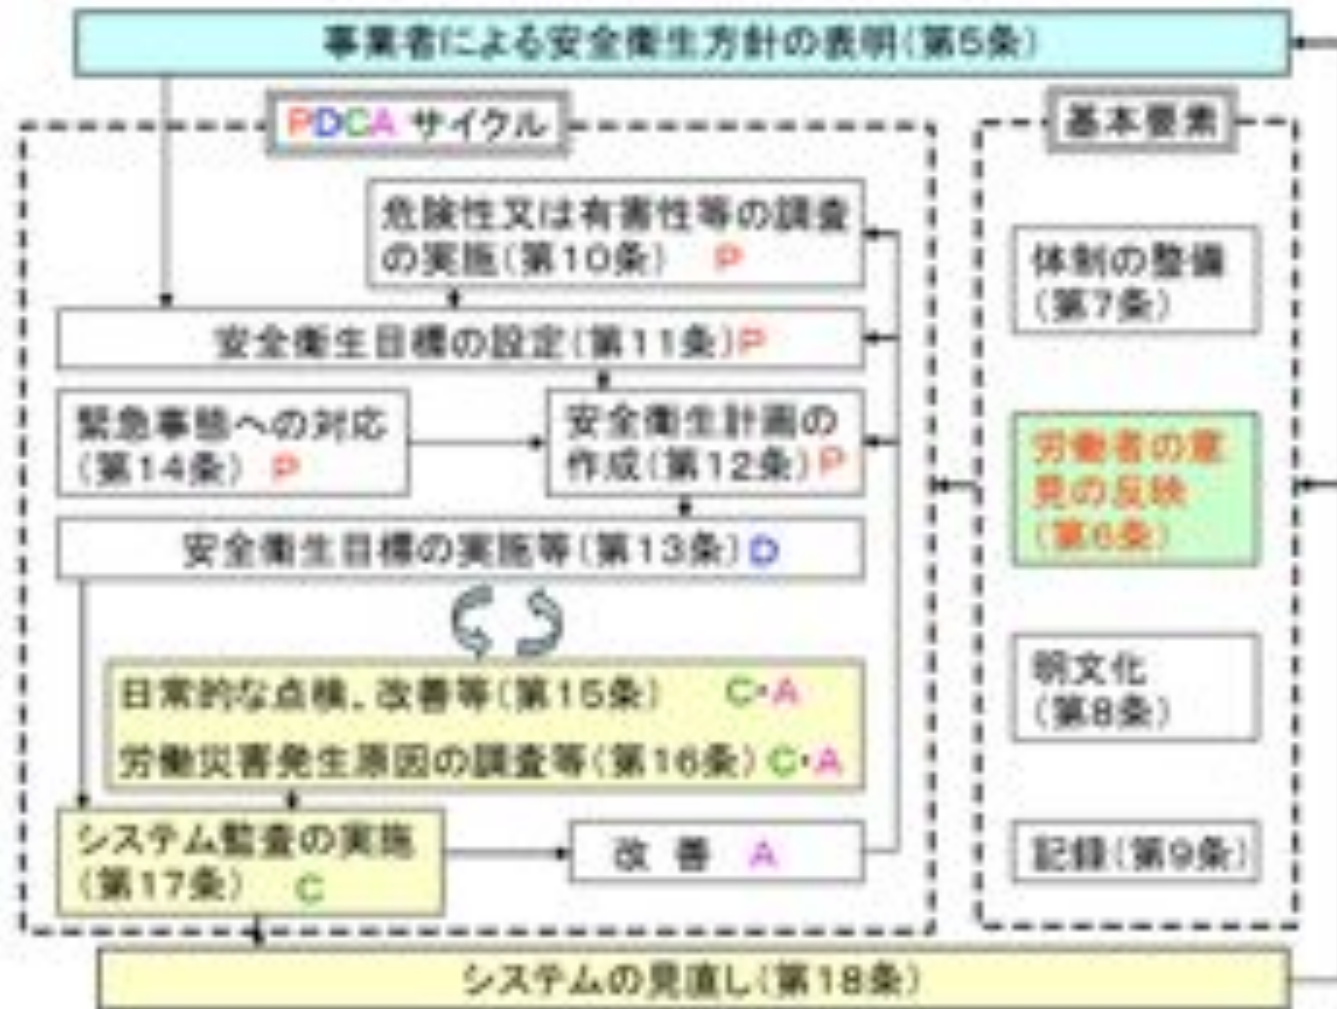 事業者による安全衛生方針の表明(第5条)
PDCA サイクル
基本要素
危険性又は有害性等の調査
の実施(第10条) P
安全衛生目標の設定(第11条)P
緊急事態への対応
(第14条) P
安全衛生計画の
作成(第12条)P
安全衛生目標の実施等(第13条)D
日常的な点検、改善等(第15条) C・A
労働災害発生原因の調査等(第16条)C・A
システム監査の実施
(第17条) C
改 善 A
体制の整備
(第7条)
労働者の意
見の反映
(第6条)
明文化
(第8条)
記録(第9条)
システムの見直し(第18条)